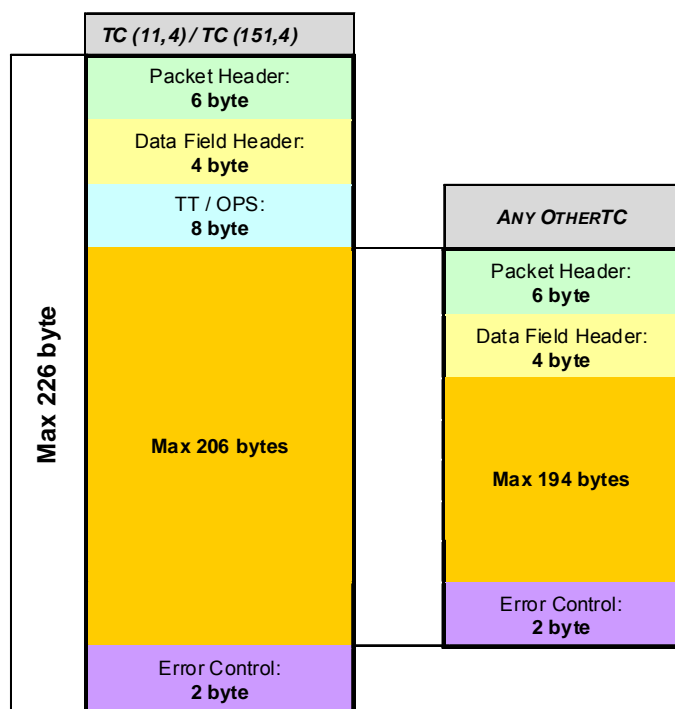 TC (11,4) / TC (151,4)
Packet Header:
6 byte
Data Field Header:
4 byte
TT / OPS:
8 byte
Max 206 bytes
Error Control:
2 byte
Max 226 byte
ANY OTHERTC
Packet Header:
6 byte
Data Field Header:
4 byte
Max 194 bytes
Error Control:
2 byte